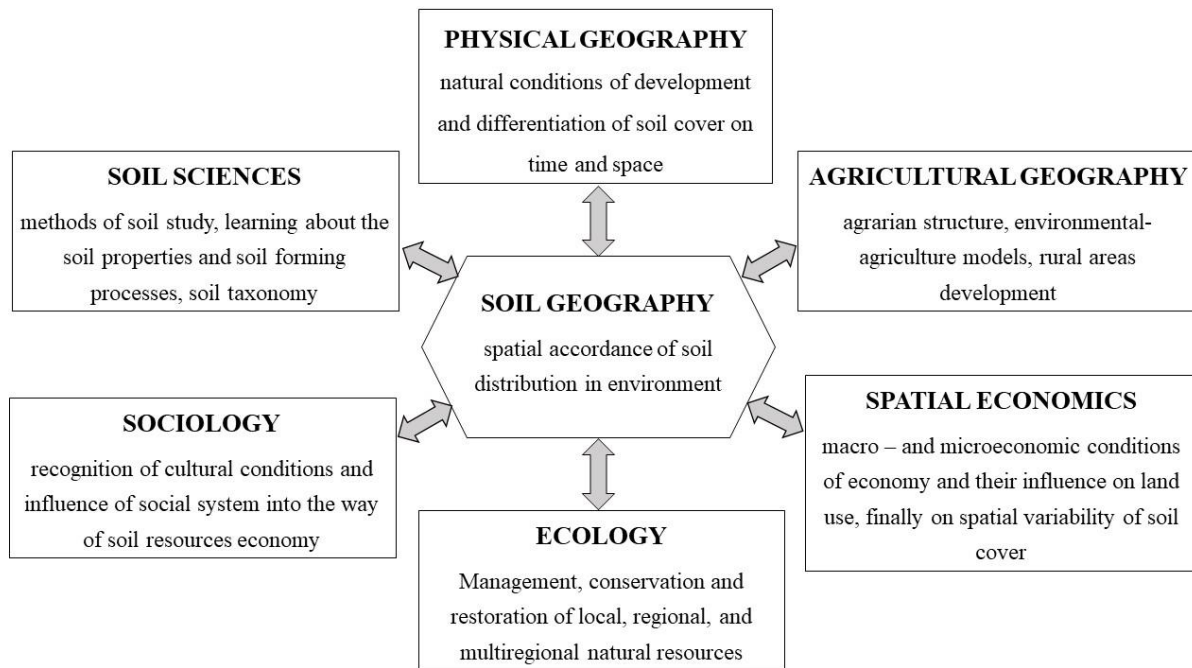 PHYSICAL GEOGRAPHY
natural conditions of development
and differentiation of soil cover on
time and space
SOIL SCIENCES
methods of soil study, learning about the
soil properties and soil forming
processes, soil taxonomy
AGRICULTURAL GEOGRAPHY
agrarian structure, environmental-
agriculture models, rural areas
development
SOIL GEOGRAPHY
spatial accordance of soil
distribution in environment
SOCIOLOGY
recognition of cultural conditions and
influence of social system into the way
of soil resources economy
SPATIAL ECONOMICS
macro – and microeconomic conditions
of economy and their influence on land
use, finally on spatial variability of soil
cover
ECOLOGY
Management, conservation and
restoration of local, regional, and
multiregional natural resources